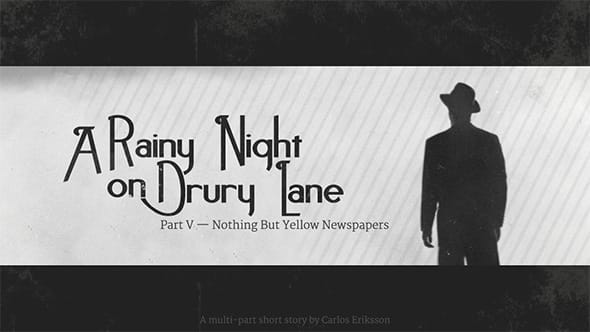 A Rainy Night
on Drury Lane
Part V — Nothing But Yellow Newspapers
A multi-part short story by Carlos Eriksson